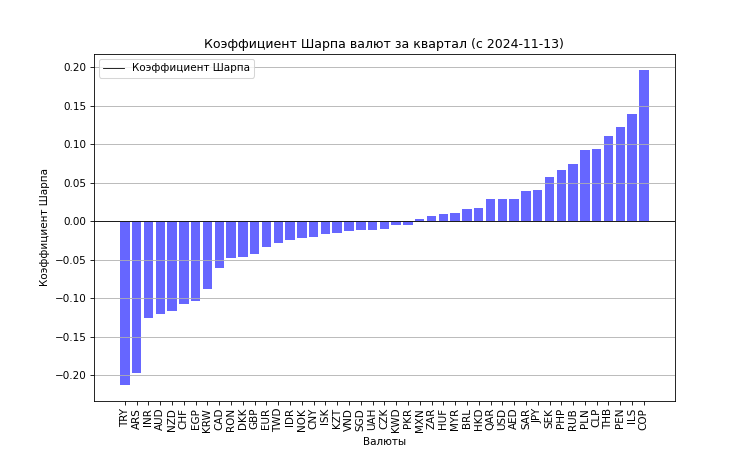 Коэффициент Шарпа валют за квартал (с 2024-11-13)
Коэффициент Шарпа
0.20
0.15
0.10
0.05
0.00
−0.05
−0.10
−0.15
−0.20
Коэффициент Шарпа
TRY
ARS
INR
AUD
NZD
CHF
EGP
KRW
CAD
RON
DKK
GBP
EUR
TWD
IDR
NOK
CNY
ISK
KZT
VND
SGD
UAH
CZK
KWD
PKR
MXN
ZAR
HUF
MYR
BRL
HKD
QAR
USD
AED
SAR
JPY
SEK
PHP
RUB
PLN
CLP
THB
PEN
ILS
COP
Валюты